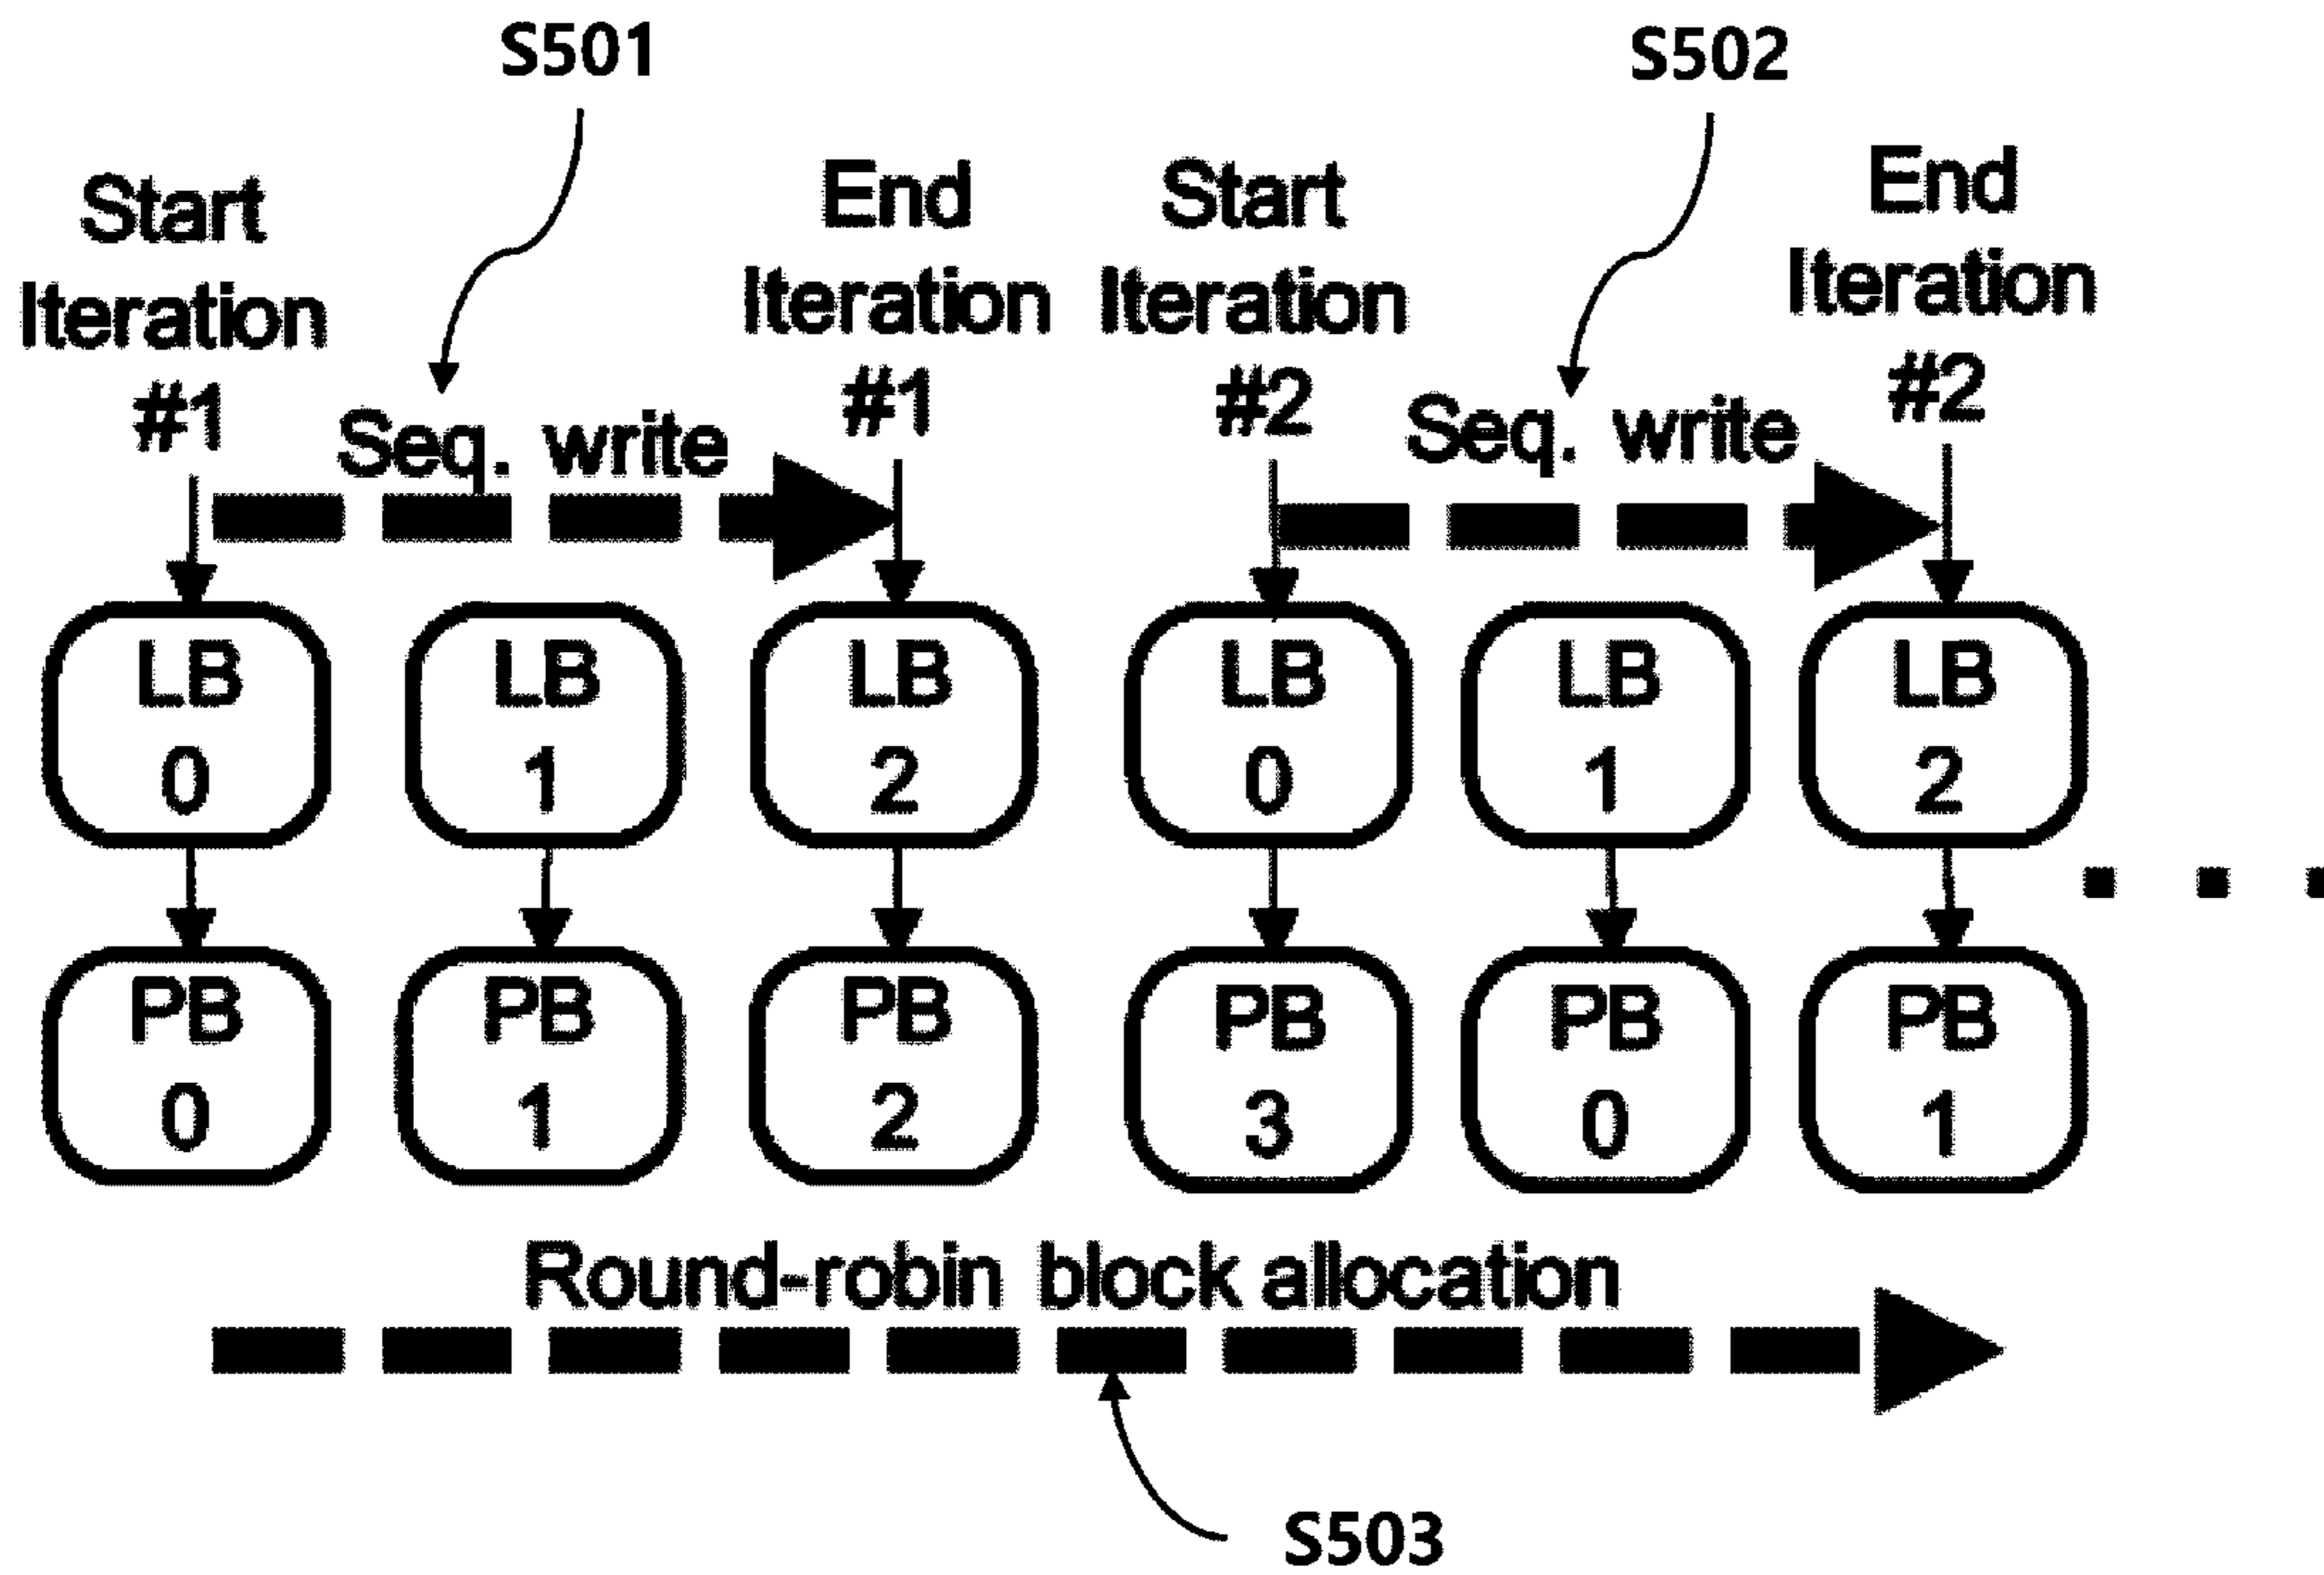 S501
S502
Start
Iteration
#1
End
Iteration
#1
Start
Iteration
#2
End
Iteration
#2
Seq. write
Seq. write
LB
0
LB
1
LB
2
LB
0
LB
1
LB
2
PB
0
PB
1
PB
2
PB
3
PB
0
PB
1
Round-robin block allocation
S503